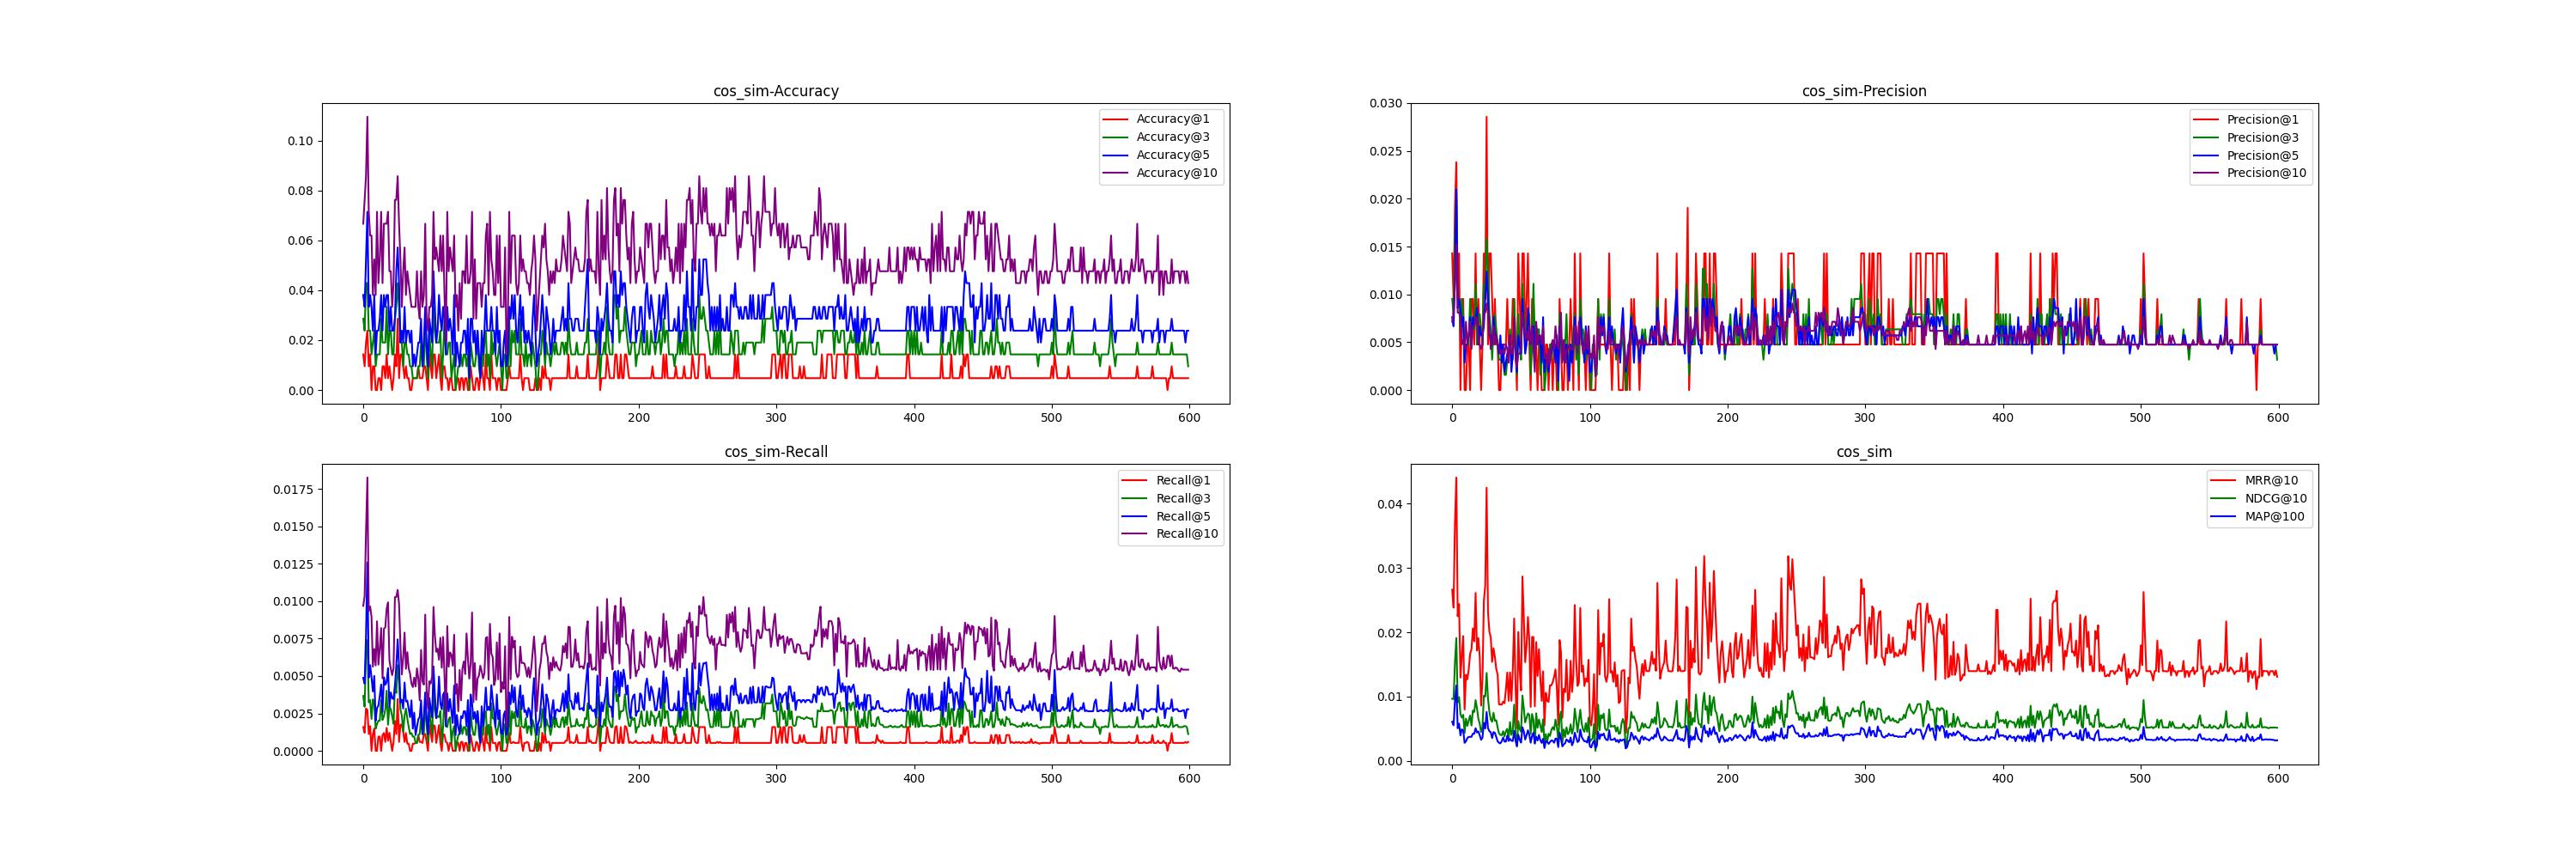 cos_sim-Accuracy
0.10
0.08
0.06
0.04
0.02
0.00
0 100 200 300 400 500 600
Accuracy@1
Accuracy@3
Accuracy@5
Accuracy@10
cos_sim-Precision
0.030
0.025
0.020
0.015
0.010
0.005
0.000
0 100 200 300 400 500 600
Precision@1
Precision@3
Precision@5
Precision@10
cos_sim-Recall
0.0175
0.0150
0.0125
0.0100
0.0075
0.0050
0.0025
0.0000
0 100 200 300 400 500 600
Recall@1
Recall@3
Recall@5
Recall@10
cos_sim
0.04
0.03
0.02
0.01
0.00
0 100 200 300 400 500 600
MRR@10
NDCG@10
MAP@100